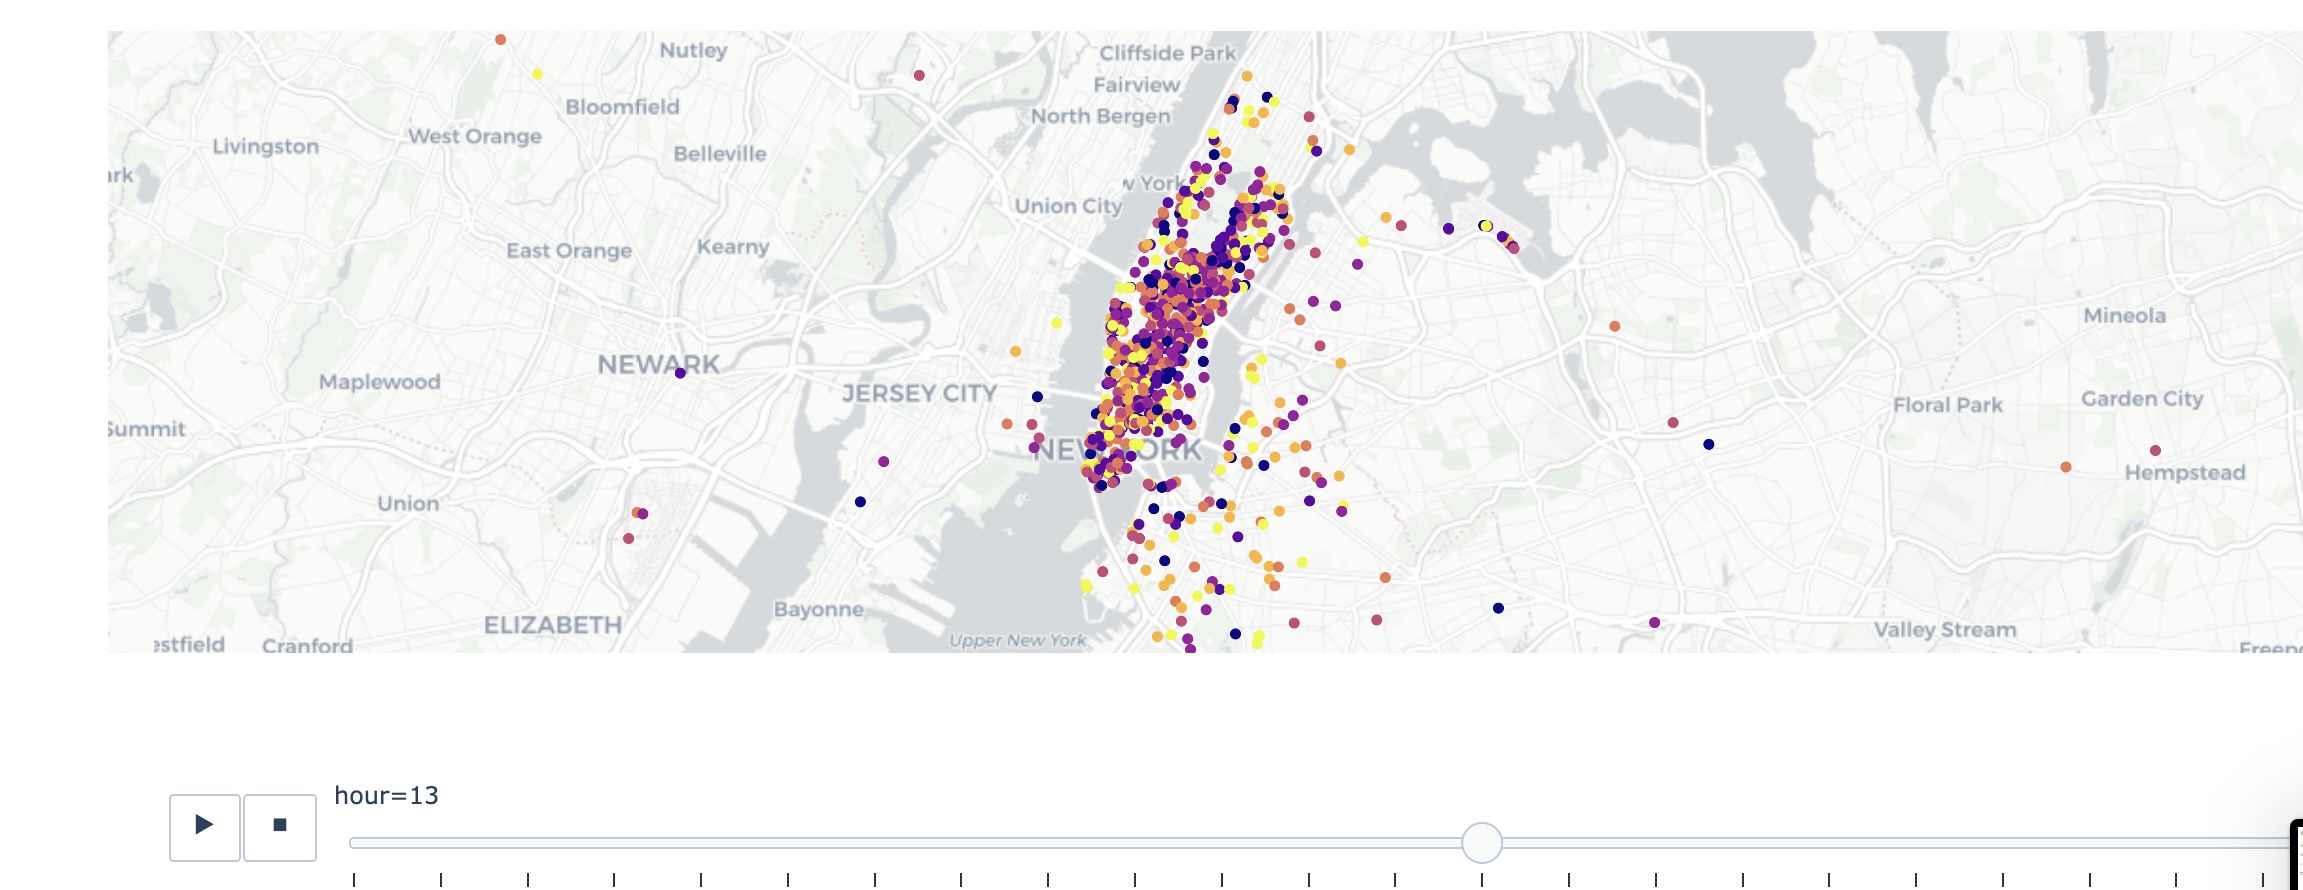 Nutley
Cliffside Park
Fairview
Bloomfield
North Bergen
West Orange
Livingston
Belleville
ark
w York
Union City
East Orange
Kearny
Mineola
NEWARK
Maplewood
JERSEY CITY
Garden City
Floral Park
Summit
NEW YORK
Hempstead
Union
Bayonne
ELIZABETH
Valley Stream
Upper New York
estfield
Cranford
Freep
hour=13